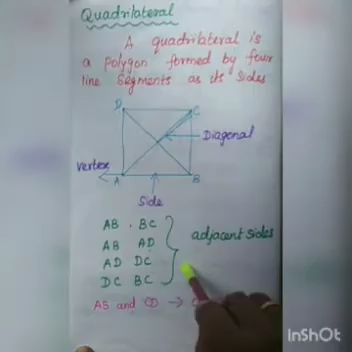 Quadrilateral
A quadrilateral is
a polygon formed by four
line segments as its sides
D
C
Diagonal
vertex
A
B
Side
AB , BC
AB AD
AD DC
DC BC
adjacent sides
AB and CD →
InShOt